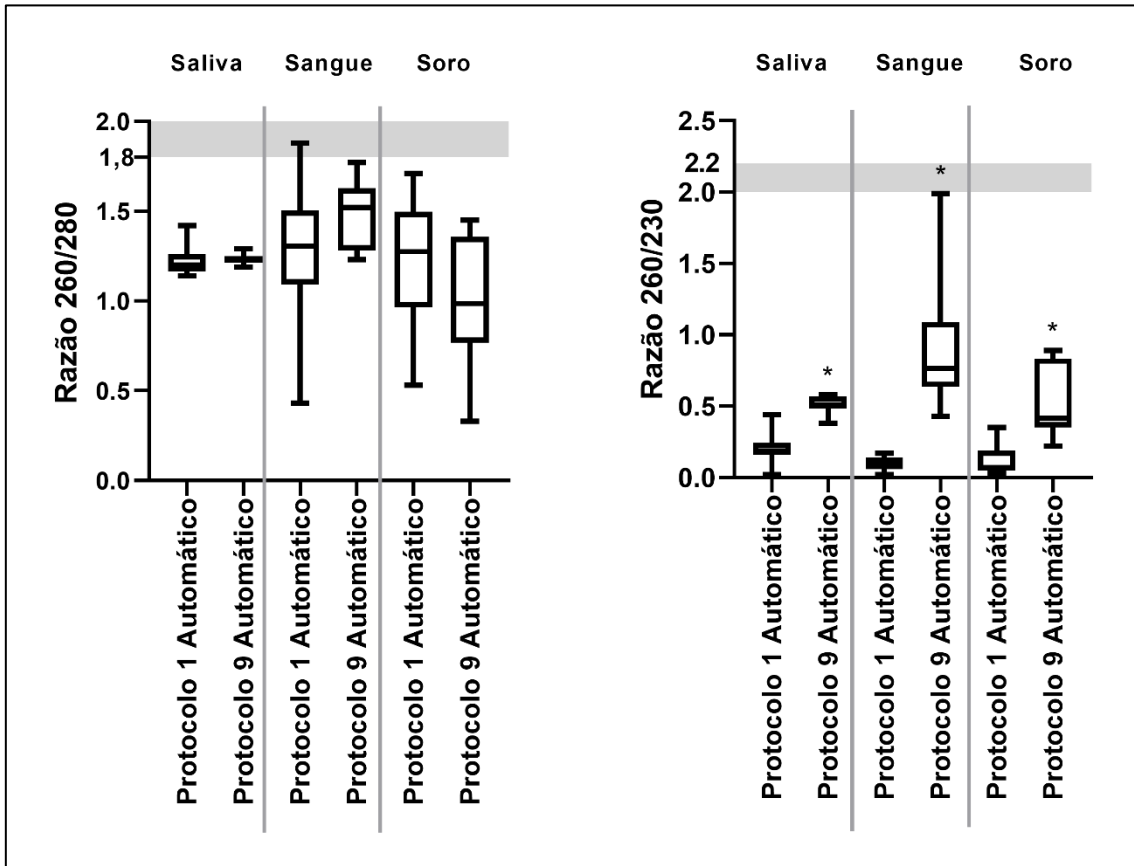 Saliva Sangue Soro
2.0
1,8
1.5
1.0
0.5
0.0
Razão 260/280
Protocolo 1 Automático
Protocolo 9 Automático
Protocolo 1 Automático
Protocolo 9 Automático
Protocolo 1 Automático
Protocolo 9 Automático
Saliva Sangue Soro
2.5
2.2
2.0
1.5
1.0
0.5
0.0
Razão 260/230
*
*
*
Protocolo 1 Automático
Protocolo 9 Automático
Protocolo 1 Automático
Protocolo 9 Automático
Protocolo 1 Automático
Protocolo 9 Automático